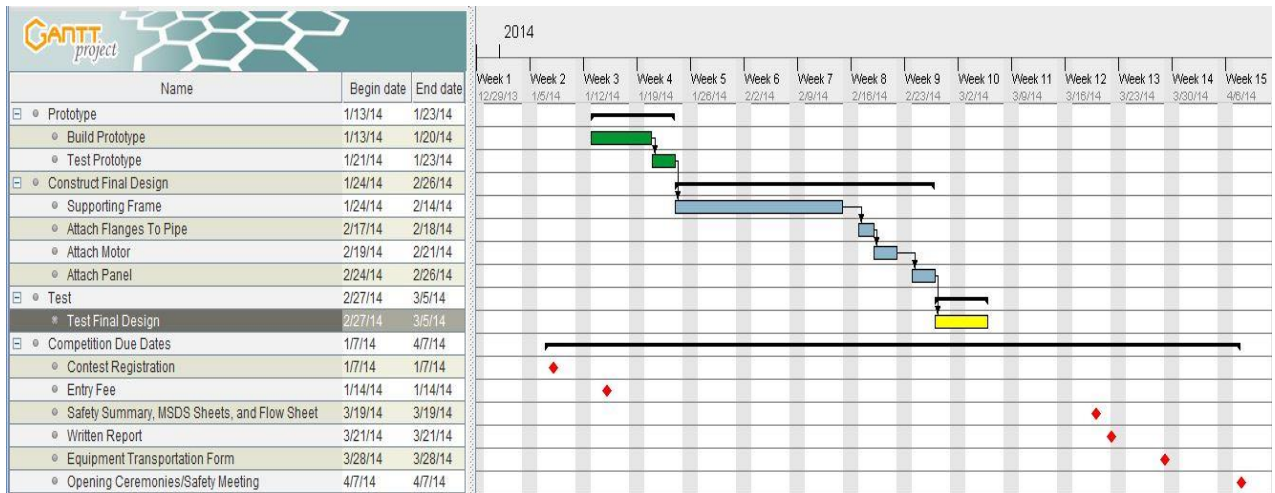 GANTT
project
2014
Name Begin date End date
Week 1 Week 2 Week 3 Week 4 Week 5 Week 6 Week 7 Week 8 Week 9 Week 10 Week 11 Week 12 Week 13 Week 14 Week 15
12/29/13 1/5/14 1/12/14 1/19/14 1/26/14 2/2/14 2/9/14 2/16/14 2/23/14 3/2/14 3/9/14 3/16/14 3/23/14 3/30/14 4/6/14
Prototype 1/13/14 1/23/14
Build Prototype 1/13/14 1/20/14
Test Prototype 1/21/14 1/23/14
Construct Final Design 1/24/14 2/26/14
Supporting Frame 1/24/14 2/14/14
Attach Flanges To Pipe 2/17/14 2/18/14
Attach Motor 2/19/14 2/21/14
Attach Panel 2/24/14 2/26/14
Test 2/27/14 3/5/14
Test Final Design 2/27/14 3/5/14
Competition Due Dates 1/7/14 4/7/14
Contest Registration 1/7/14 1/7/14
Entry Fee 1/14/14 1/14/14
Safety Summary, MSDS Sheets, and Flow Sheet 3/19/14 3/19/14
Written Report 3/21/14 3/21/14
Equipment Transportation Form 3/28/14 3/28/14
Opening Ceremonies/Safety Meeting 4/7/14 4/7/14